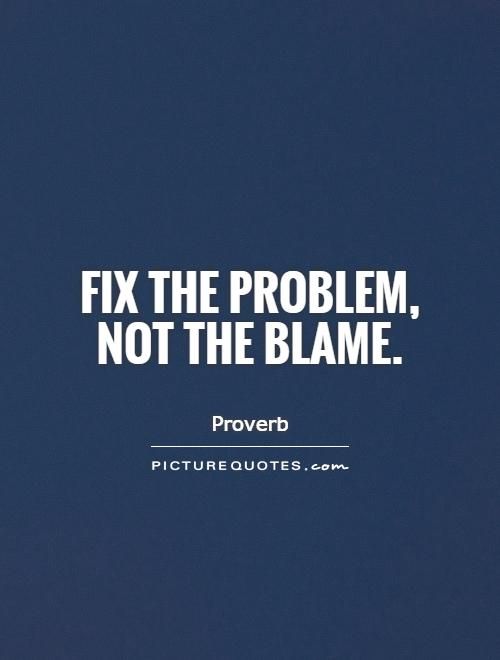 FIX THE PROBLEM,
NOT THE BLAME.
Proverb
PICTUREQUOTES.com